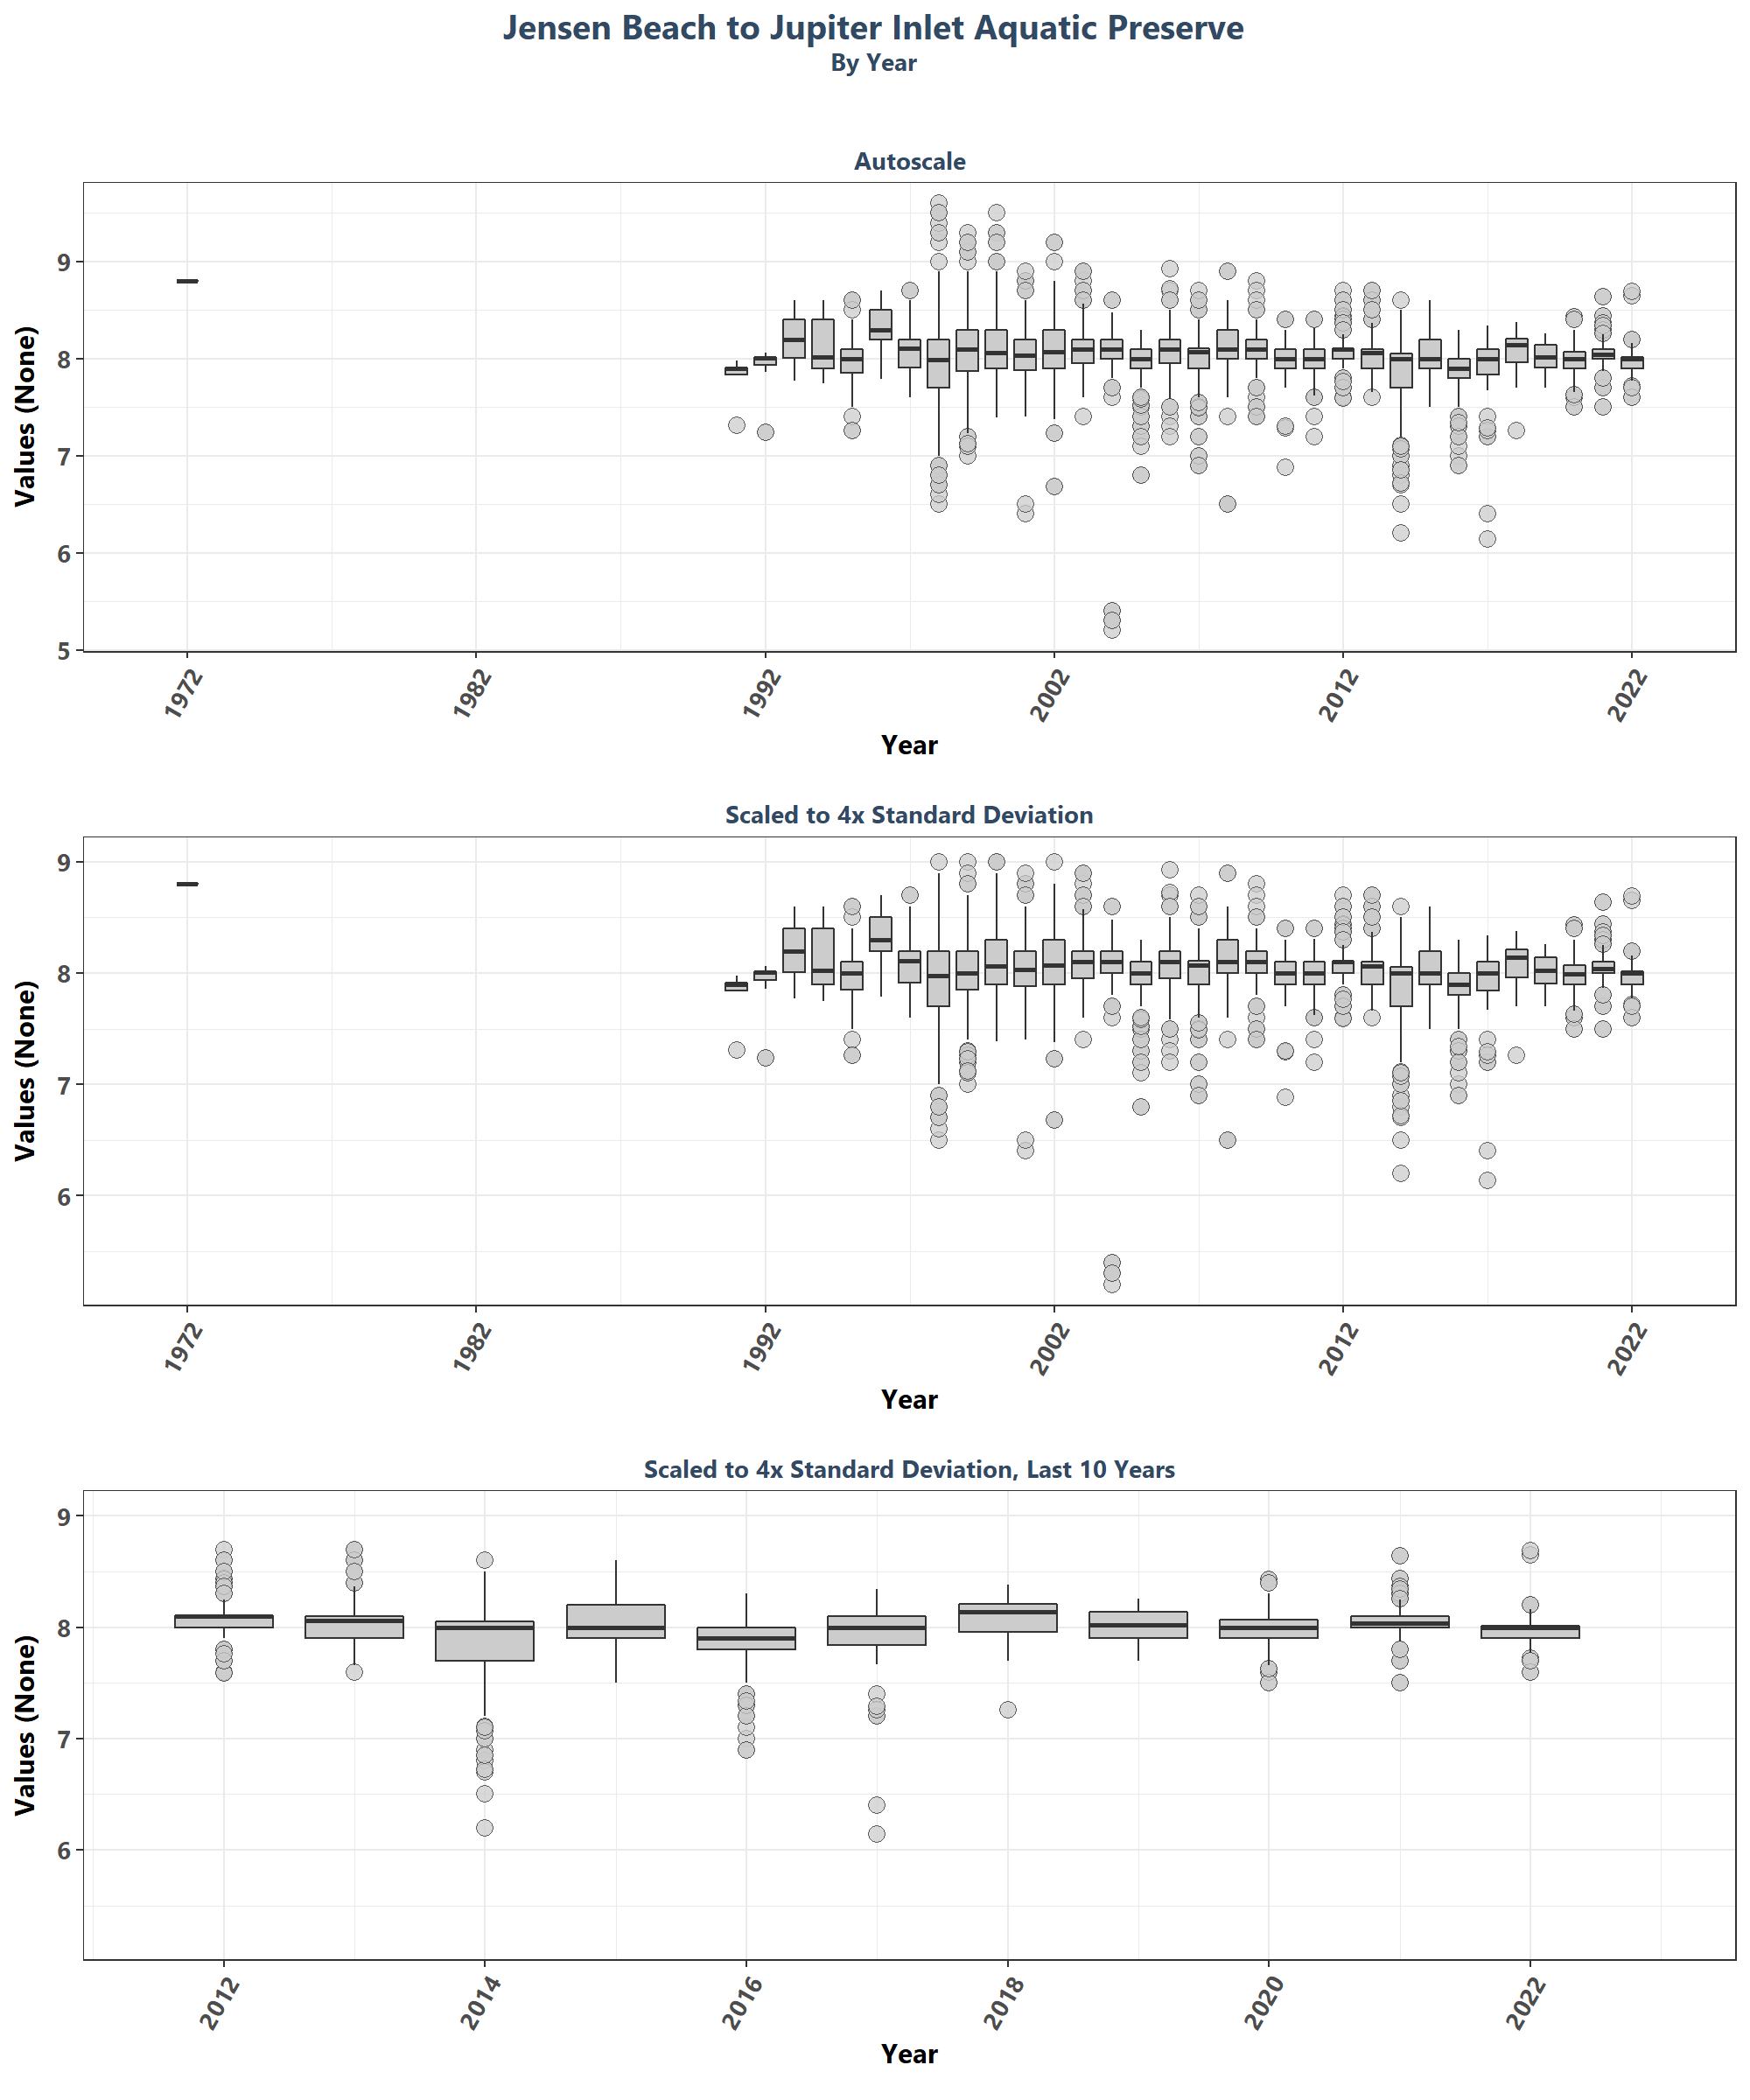 Jensen Beach to Jupiter Inlet Aquatic Preserve
By Year
Autoscale
Values (None)
9
8
7
6
5
1972
1982
1992
2002
2012
2022
Year
Scaled to 4x Standard Deviation
Values (None)
9
8
7
6
1972
1982
1992
2002
2012
2022
Year
Scaled to 4x Standard Deviation, Last 10 Years
Values (None)
9
8
7
6
2012
2014
2016
2018
2020
2022
Year